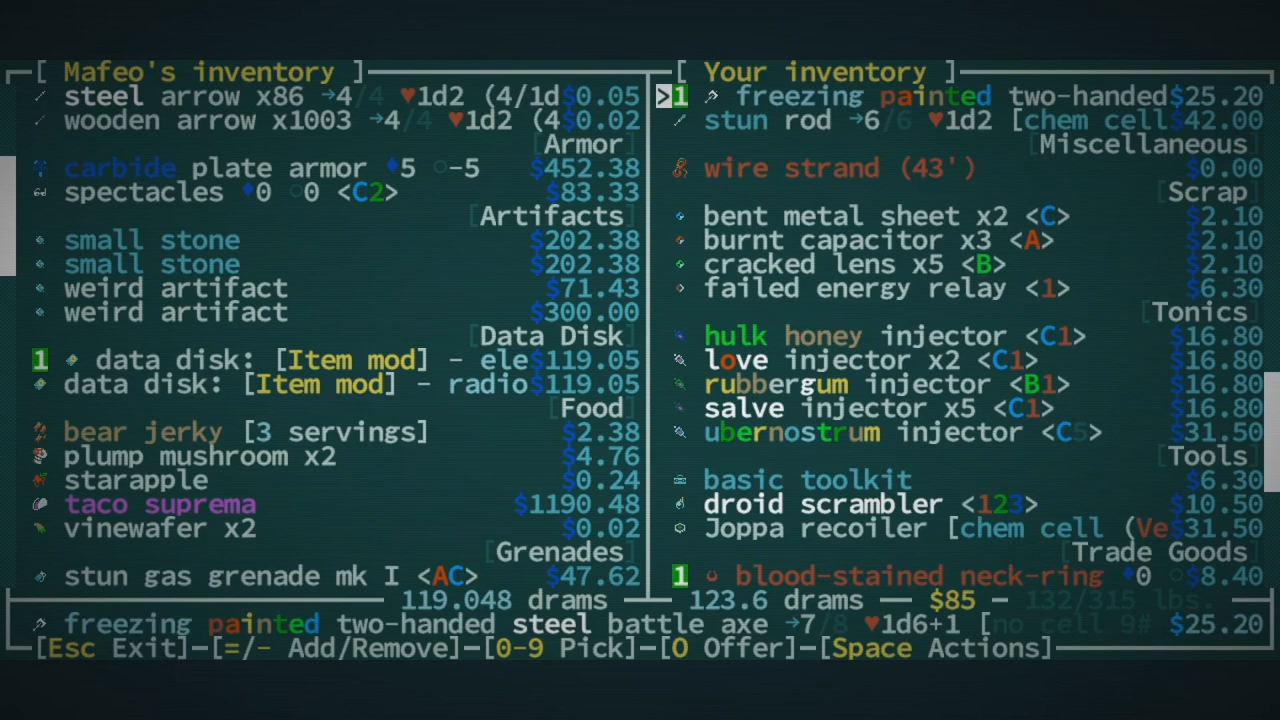 [ Mafeo's inventory ]
steel arrow x86 →4/4 ♥1d2 (4/1d $0.05
wooden arrow x1003 →4/4 ♥1d2 (4 $0.02
[Armor]
carbide plate armor ♦5 ○-5 $452.38
spectacles ♦0 ○0 <C2> $83.33
[Artifacts]
small stone $202.38
small stone $202.38
weird artifact $71.43
weird artifact $300.00
[Data Disk]
1 data disk: [Item mod] - ele $119.05
data disk: [Item mod] - radio $119.05
[Food]
bear jerky [3 servings] $2.38
plump mushroom x2 $4.76
starapple $0.24
taco suprema $1190.48
vinewafer x2 $0.02
[Grenades]
stun gas grenade mk I <AC> $47.62
[ Your inventory ]
>1 freezing painted two-handed $25.20
stun rod →6/6 ♥1d2 [chem cell $42.00
[Miscellaneous]
wire strand (43') $0.00
[Scrap]
bent metal sheet x2 <C> $2.10
burnt capacitor x3 <A> $2.10
cracked lens x5 <B> $2.10
failed energy relay <1> $6.30
[Tonics]
hulk honey injector <C1> $16.80
love injector x2 <C1> $16.80
rubbergum injector <B1> $16.80
salve injector x5 <C1> $16.80
ubernostrum injector <C5> $31.50
[Tools]
basic toolkit $6.30
droid scrambler <123> $10.50
Joppa recoiler [chem cell (Ve $31.50
[Trade Goods]
1 blood-stained neck-ring ♦0 ○ $8.40
119.048 drams 123.6 drams — $85 — 132/315 lbs.
freezing painted two-handed steel battle axe →7/8 ♥1d6+1 [no cell 9# $25.20
[Esc Exit]—[=/- Add/Remove]—[0-9 Pick]—[O Offer]—[Space Actions]